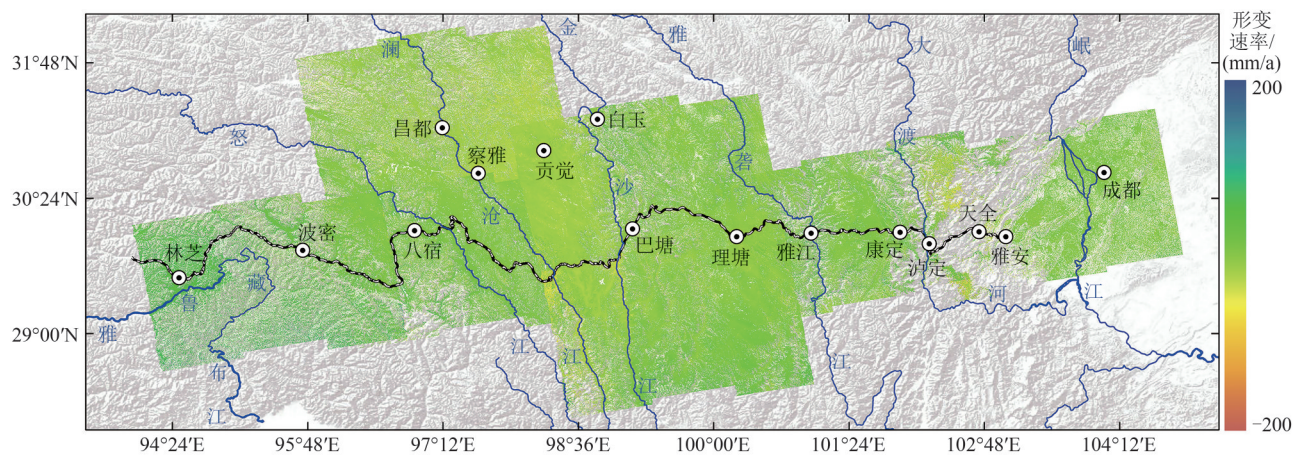 形变
速率/
(mm/a)
200
−200
31°48′N
30°24′N
29°00′N
94°24′E
95°48′E
97°12′E
98°36′E
100°00′E
101°24′E
102°48′E
104°12′E
澜
金
雅
大
岷
怒
昌都
白玉
察雅
贡觉
砻
渡
沧
沙
成都
林芝
波密
八宿
巴塘
理塘
雅江
康定
泸定
天全
雅安
鲁
藏
雅
布
江
江
江
江
江
河
江